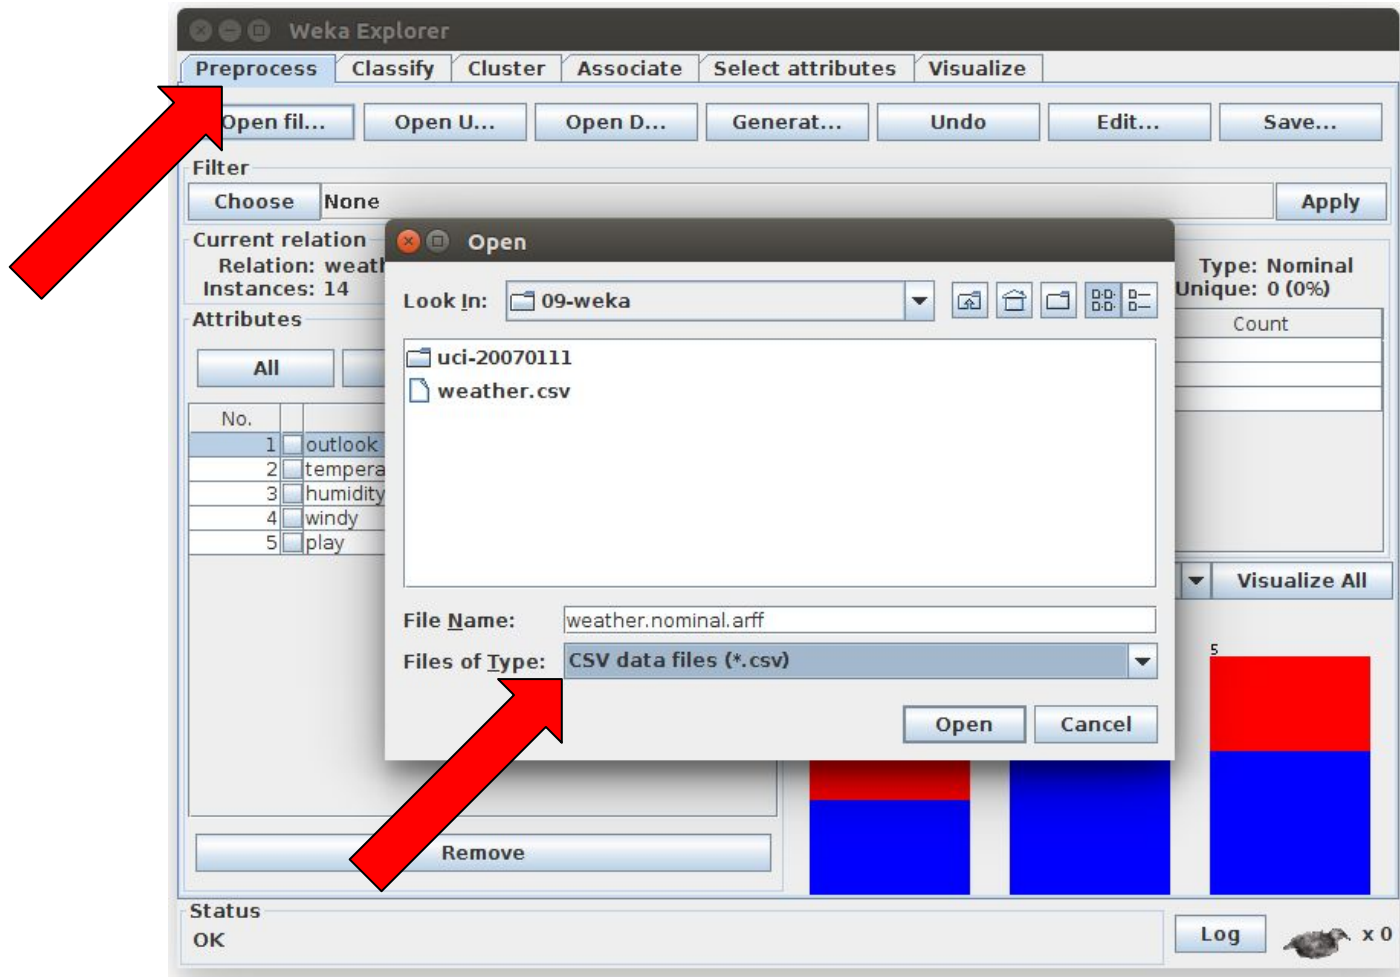 Weka Explorer
Preprocess Classify Cluster Associate Select attributes Visualize
Open fil... Open U... Open D... Generat... Undo Edit... Save...
Filter
Choose None Apply
Current relation
Relation: weath
Instances: 14
Type: Nominal
Unique: 0 (0%)
Attributes
All
Count
No.
1 outlook
2 tempera
3 humidity
4 windy
5 play
Open
Look In: 09-weka
uci-20070111
weather.csv
File Name: weather.nominal.arff
Files of Type: CSV data files (*.csv)
Open Cancel
Visualize All
5
Remove
Status
OK
Log x 0